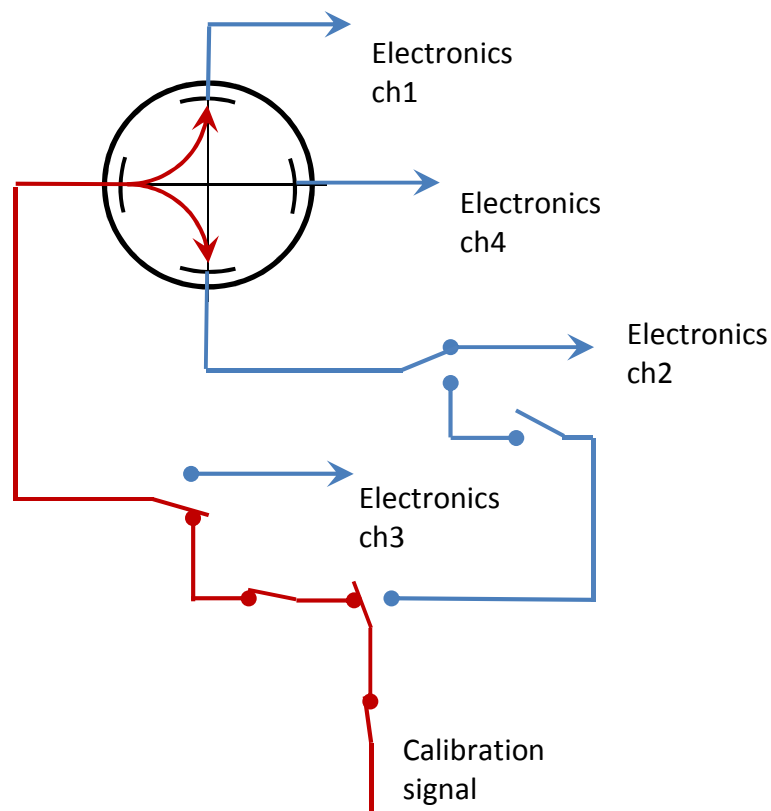 Electronics
ch1
Electronics
ch4
Electronics
ch2
Electronics
ch3
Calibration
signal